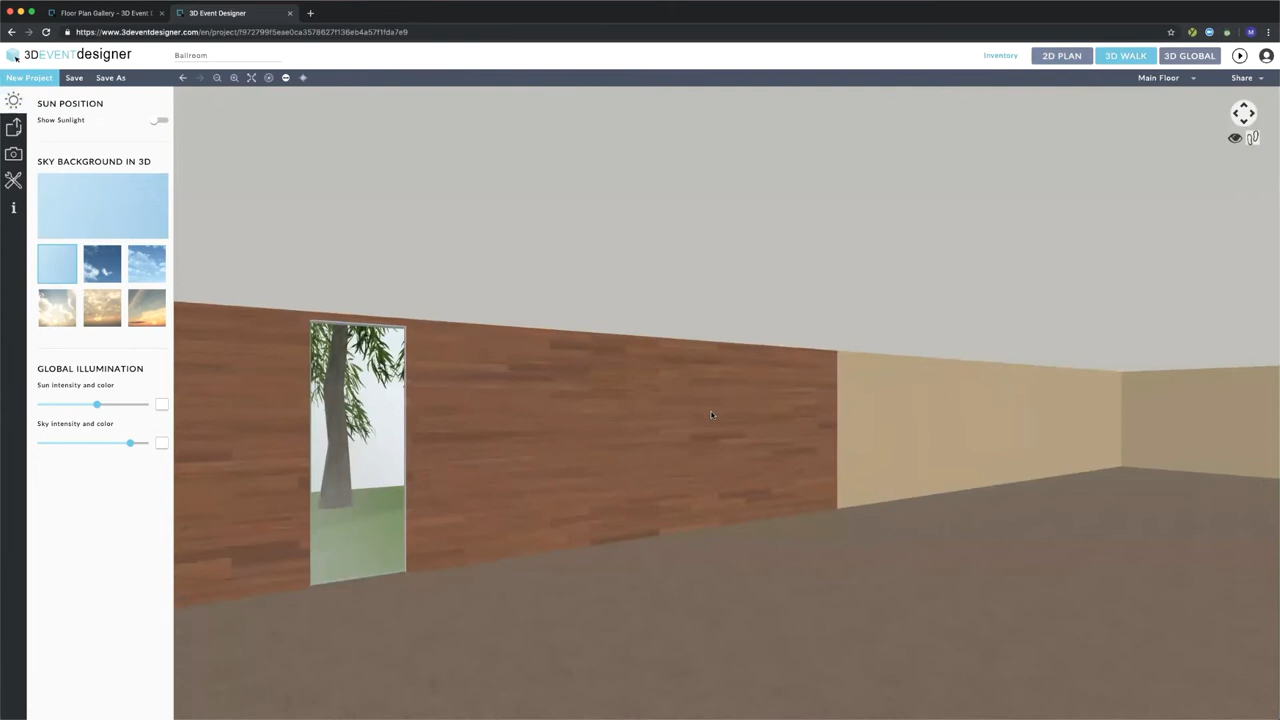 Floor Plan Gallery - 3D Event D
3D Event Designer
https://www.3deventdesigner.com/en/project/f972799f5eae0ca3578627f136eb4a57f1fda7e9
3DEVENTdesigner
Ballroom
Inventory
2D PLAN
3D WALK
3D GLOBAL
New Project
Save
Save As
Main Floor
Share
SUN POSITION
Show Sunlight
SKY BACKGROUND IN 3D
GLOBAL ILLUMINATION
Sun intensity and color
Sky intensity and color